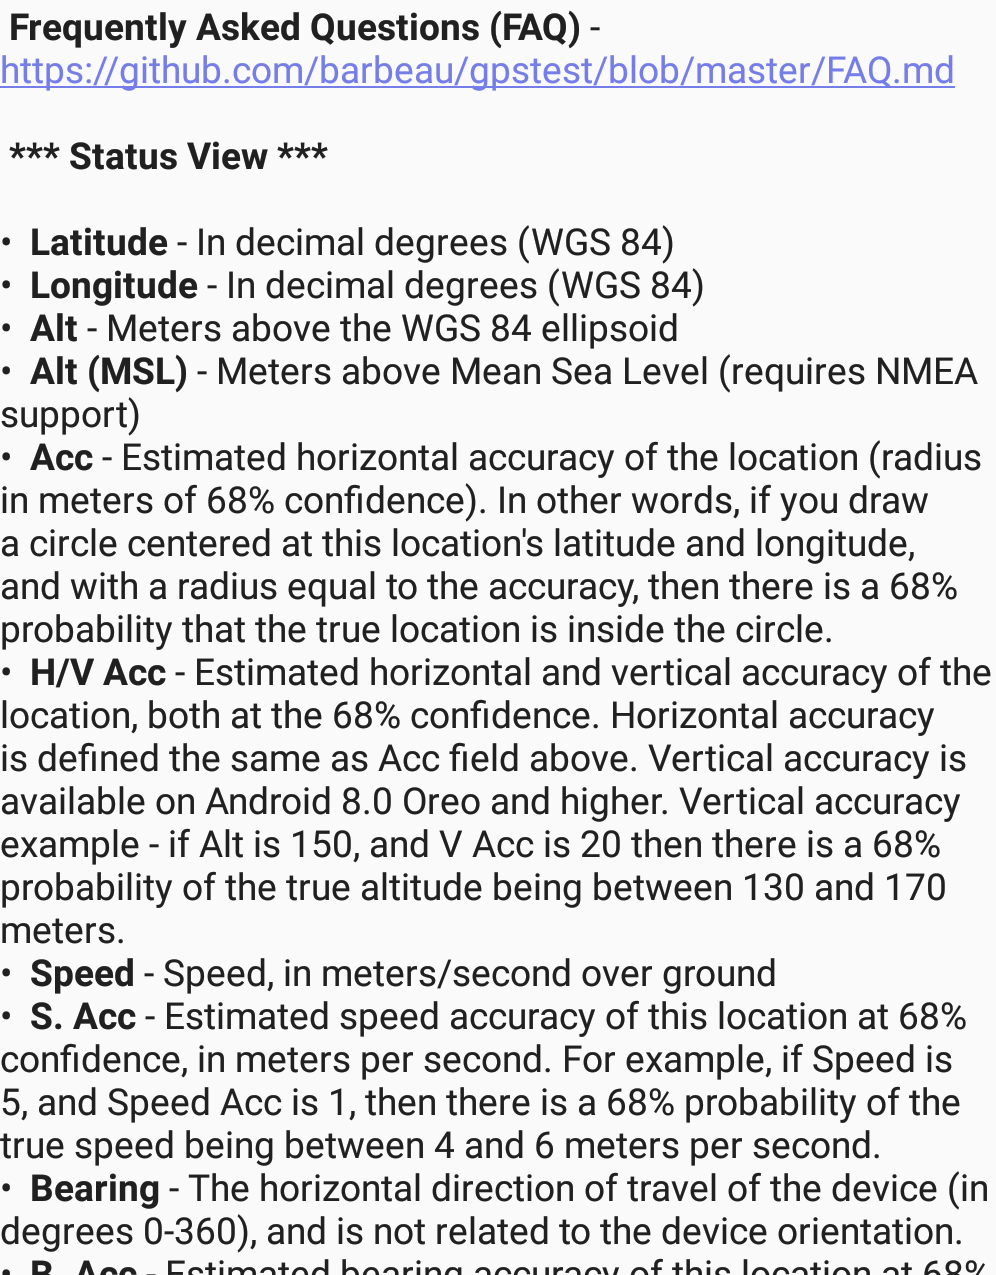 Frequently Asked Questions (FAQ) -
https://github.com/barbeau/gpstest/blob/master/FAQ.md
*** Status View ***
• Latitude - In decimal degrees (WGS 84)
• Longitude - In decimal degrees (WGS 84)
• Alt - Meters above the WGS 84 ellipsoid
• Alt (MSL) - Meters above Mean Sea Level (requires NMEA
support)
• Acc - Estimated horizontal accuracy of the location (radius
in meters of 68% confidence). In other words, if you draw
a circle centered at this location's latitude and longitude,
and with a radius equal to the accuracy, then there is a 68%
probability that the true location is inside the circle.
• H/V Acc - Estimated horizontal and vertical accuracy of the
location, both at the 68% confidence. Horizontal accuracy
is defined the same as Acc field above. Vertical accuracy is
available on Android 8.0 Oreo and higher. Vertical accuracy
example - if Alt is 150, and V Acc is 20 then there is a 68%
probability of the true altitude being between 130 and 170
meters.
• Speed - Speed, in meters/second over ground
• S. Acc - Estimated speed accuracy of this location at 68%
confidence, in meters per second. For example, if Speed is
5, and Speed Acc is 1, then there is a 68% probability of the
true speed being between 4 and 6 meters per second.
• Bearing - The horizontal direction of travel of the device (in
degrees 0-360), and is not related to the device orientation.
• B. Acc - Estimated bearing accuracy of this location at 68%